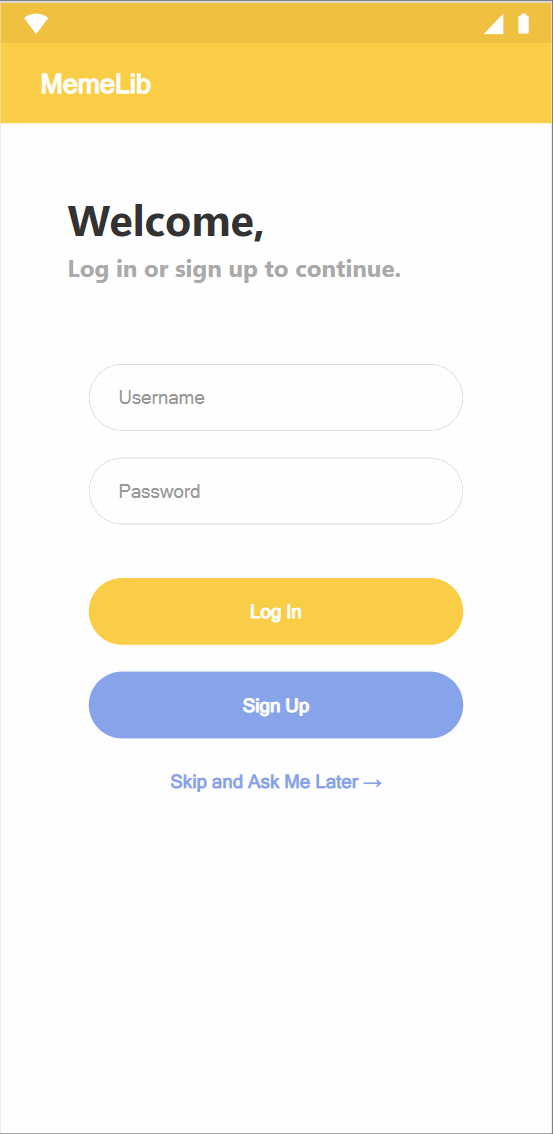 MemeLib
Welcome,
Log in or sign up to continue.
Username
Password
Log In
Sign Up
Skip and Ask Me Later →